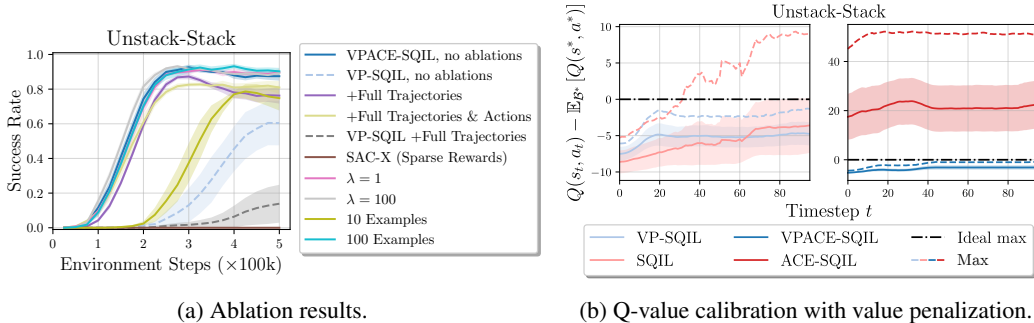 Unstack-Stack
Success Rate
1.0
0.8
0.6
0.4
0.2
0.0
0
1
2
3
4
5
Environment Steps (×100k)
VPACE-SQIL, no ablations
VP-SQIL, no ablations
+Full Trajectories
+Full Trajectories & Actions
VP-SQIL +Full Trajectories
SAC-X (Sparse Rewards)
λ = 1
λ = 100
10 Examples
100 Examples
(a) Ablation results.
Unstack-Stack
Q(s_t, a_t) − 𝔼_{ℬ*} [Q(s*, a*)]
10
5
0
−5
−10
0
20
40
60
80
60
40
20
0
0
20
40
60
80
Timestep t
VP-SQIL
SQIL
VPACE-SQIL
ACE-SQIL
Ideal max
Max
(b) Q-value calibration with value penalization.